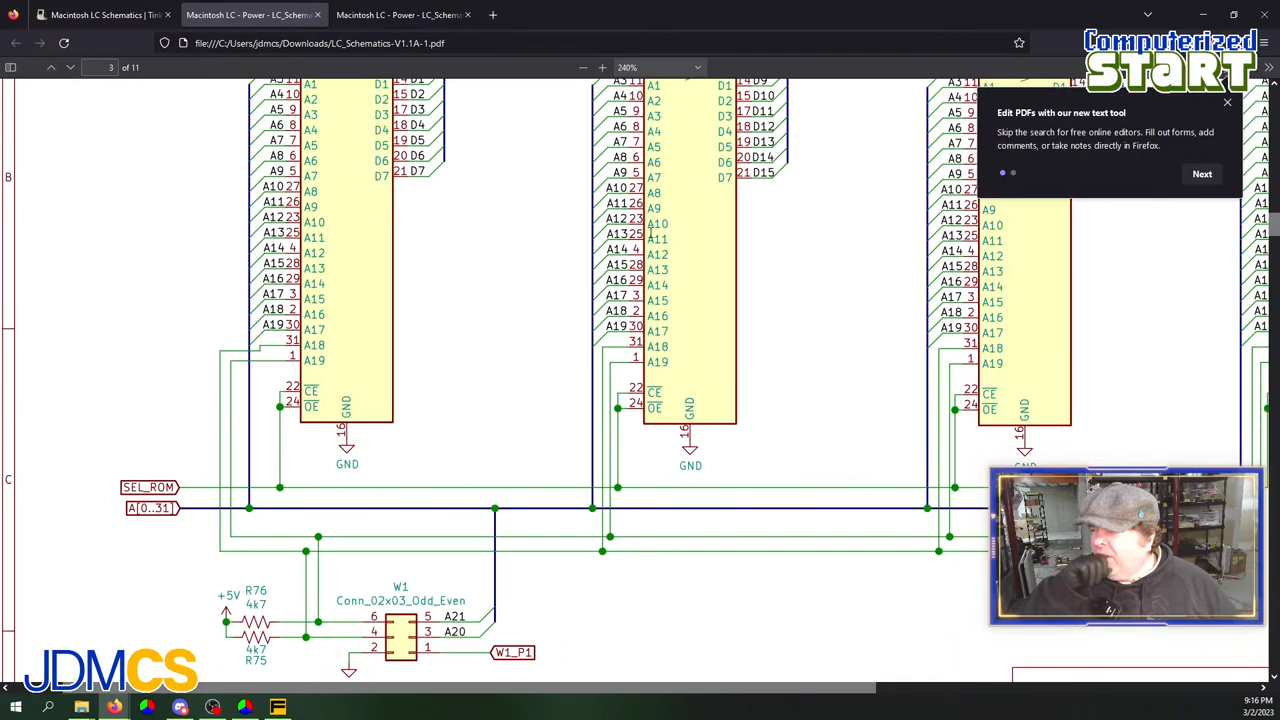 Macintosh LC Schematics | Tink
Macintosh LC - Power - LC_Schema
Macintosh LC - Power - LC_Schema
file:///C:/Users/jdmcs/Downloads/LC_Schematics-V1.1A-1.pdf
3 of 11
240%
Computerized
START
Edit PDFs with our new text tool
Skip the search for free online editors. Fill out forms, add
comments, or take notes directly in Firefox.
Next
A3 11 A1 D1 14 D1
A4 10 A2 D2 15 D2
A5 9 A3 D3 17 D3
A6 8 A4 D4 18 D4
A7 7 A5 D5 19 D5
A8 6 A6 D6 20 D6
A9 5 A7 D7 21 D7
A10 27 A8
A11 26 A9
A12 23 A10
A13 25 A11
A14 4 A12
A15 28 A13
A16 29 A14
A17 3 A15
A18 2 A16
A19 30 A17
31 A18
1 A19
22 CE
24 OE
GND
16
GND
A3 11 A1 D1 14 D9
A4 10 A2 D2 15 D10
A5 9 A3 D3 17 D11
A6 8 A4 D4 18 D12
A7 7 A5 D5 19 D13
A8 6 A6 D6 20 D14
A9 5 A7 D7 21 D15
A10 27 A8
A11 26 A9
A12 23 A10
A13 25 A11
A14 4 A12
A15 28 A13
A16 29 A14
A17 3 A15
A18 2 A16
A19 30 A17
31 A18
1 A19
22 CE
24 OE
GND
16
GND
A3 11 A1 D1 14
A4 10
A5 9
A6 8
A7 7
A8 6
A9 5
A10 27
A11 26 A9
A12 23 A10
A13 25 A11
A14 4 A12
A15 28 A13
A16 29 A14
A17 3 A15
A18 2 A16
A19 30 A17
31 A18
1 A19
22 CE
24 OE
GND
16
B
C
SEL_ROM
A[0..31]
W1
Conn_02x03_Odd_Even
R76
4k7
+5V
4k7
R75
6 5 A21
4 3 A20
2 1 W1_P1
JDMCS
9:16 PM
3/2/2023